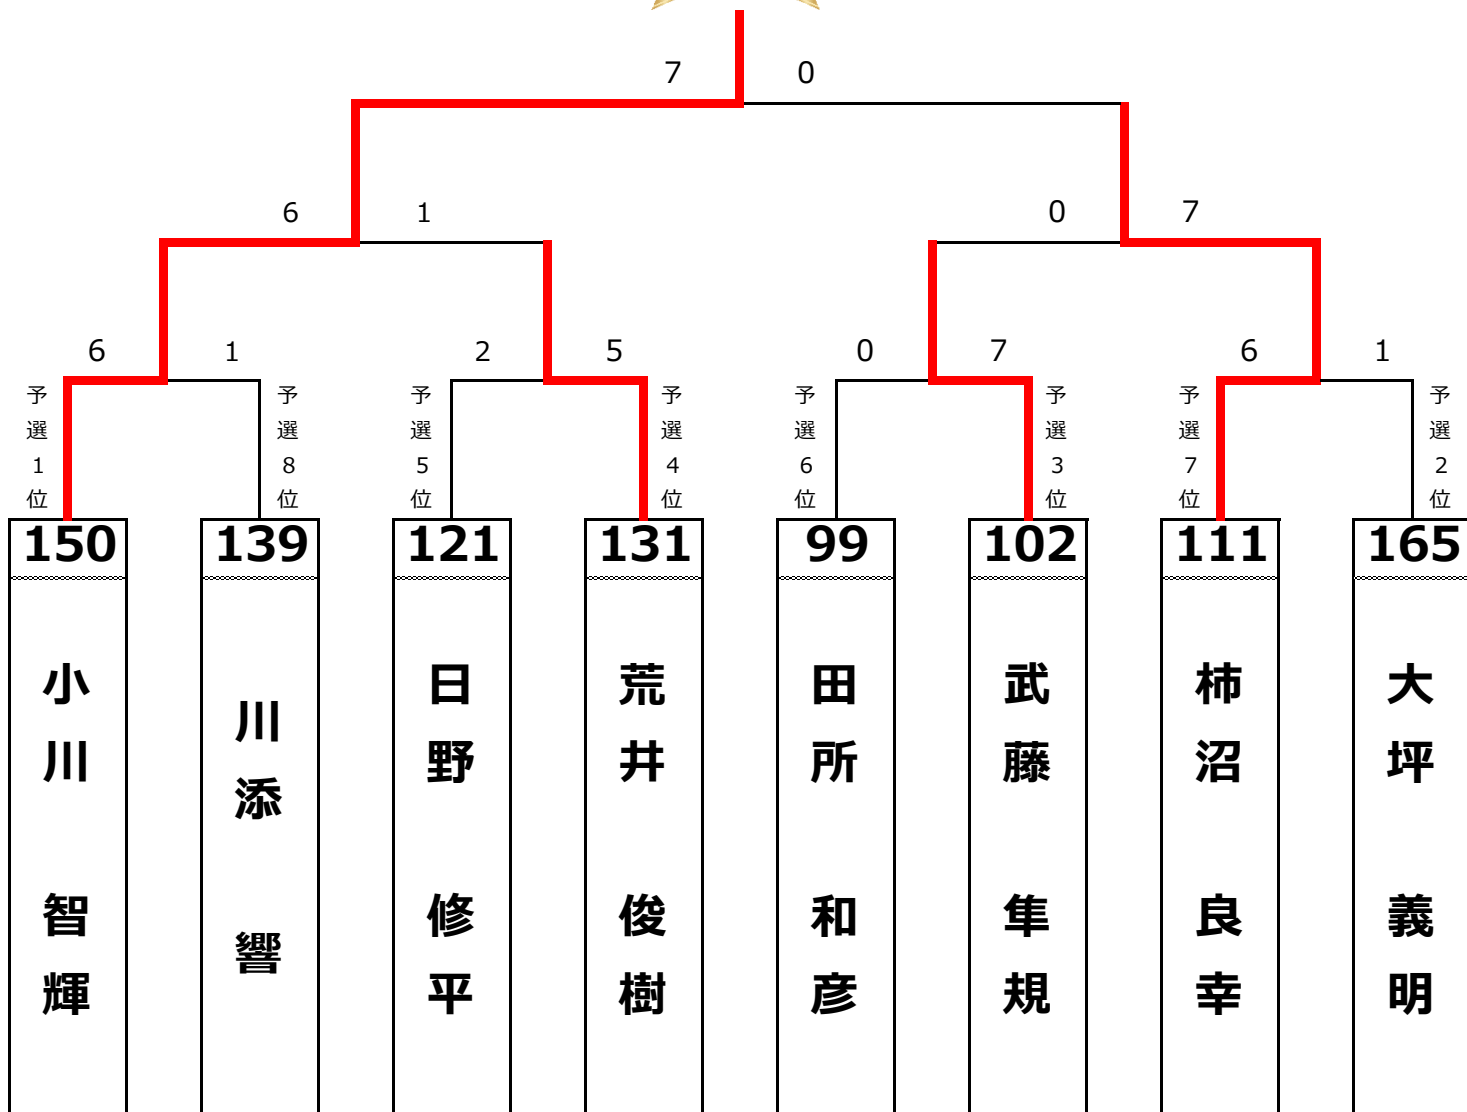 7 0
6 1 0 7
6 1 2 5 0 7 6 1
予選1位
予選8位
予選5位
予選4位
予選6位
予選3位
予選7位
予選2位
150 139 121 131 99 102 111 165
小川 智輝
川添 響
日野 修平
荒井 俊樹
田所 和彦
武藤 隼規
柿沼 良幸
大坪 義明